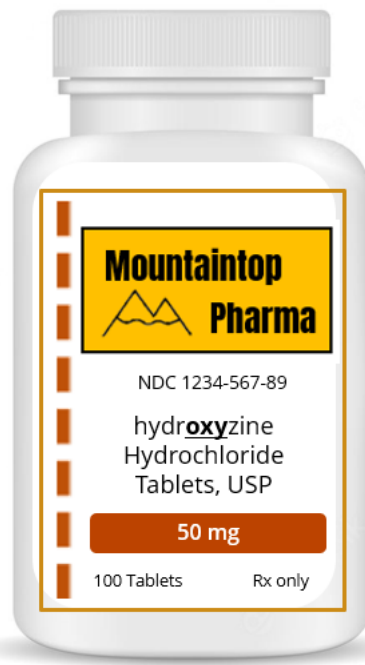 Mountaintop
Pharma
NDC 1234-567-89
hydroxyzine
Hydrochloride
Tablets, USP
50 mg
100 Tablets Rx only